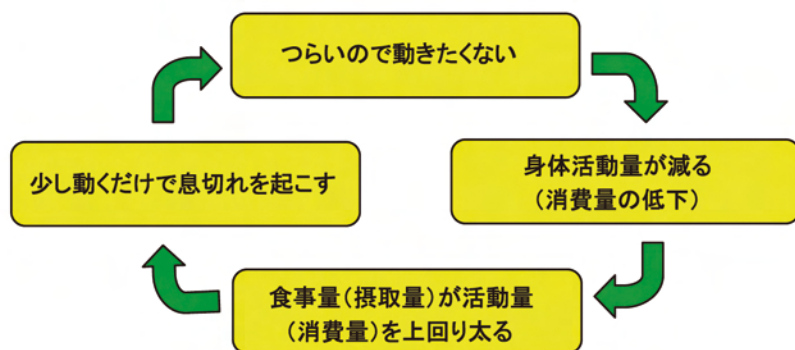 つらいので動きたくない
身体活動量が減る
（消費量の低下）
食事量（摂取量）が活動量
（消費量）を上回り太る
少し動くだけで息切れを起こす